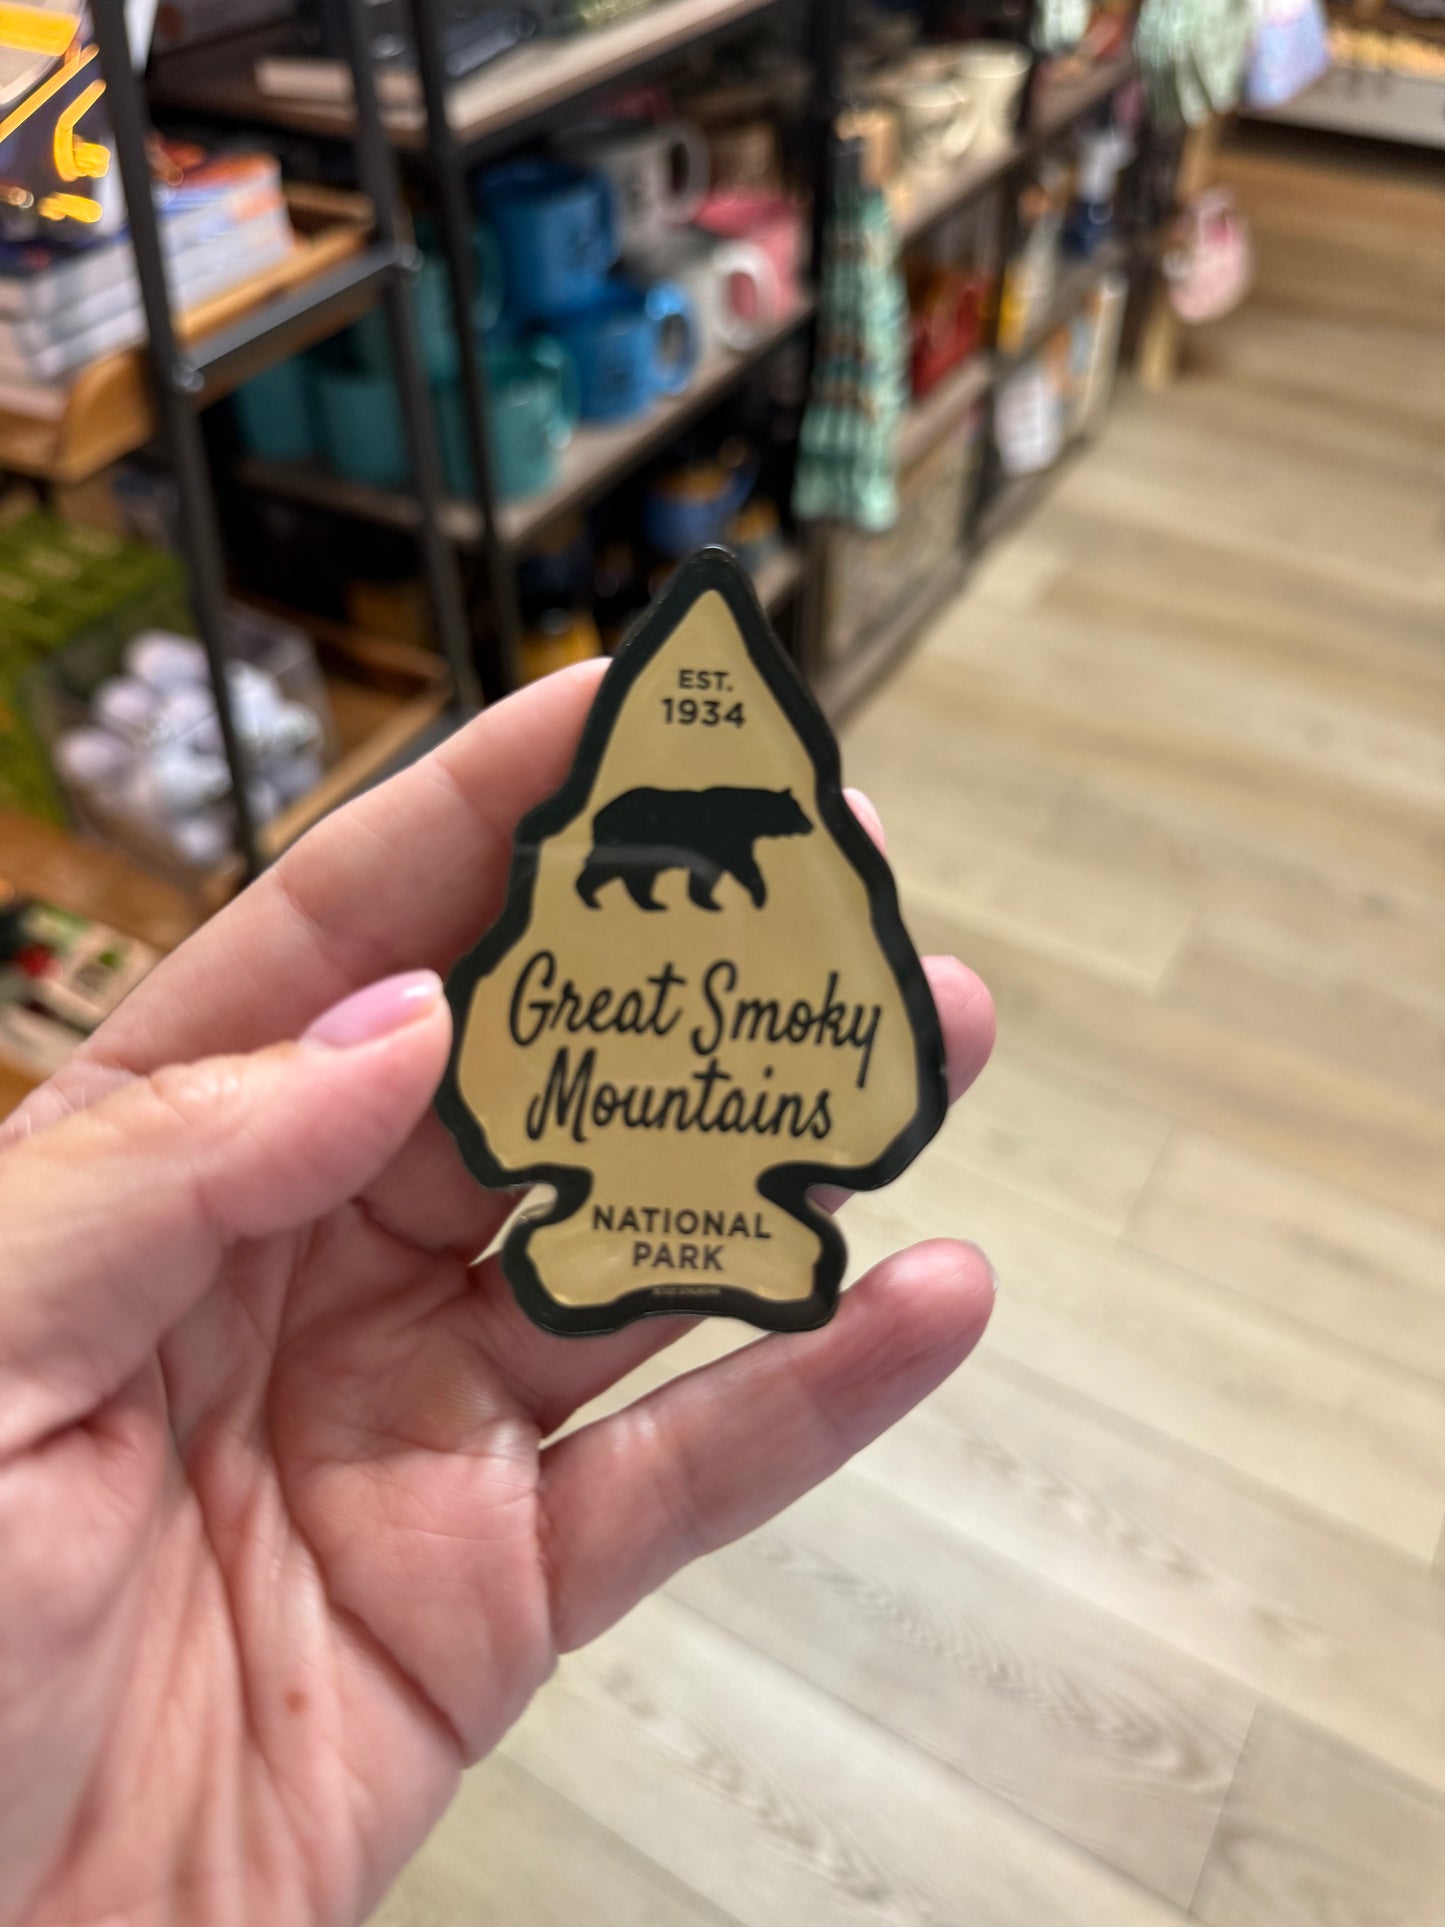 EST.
1934
Great Smoky
Mountains
NATIONAL
PARK